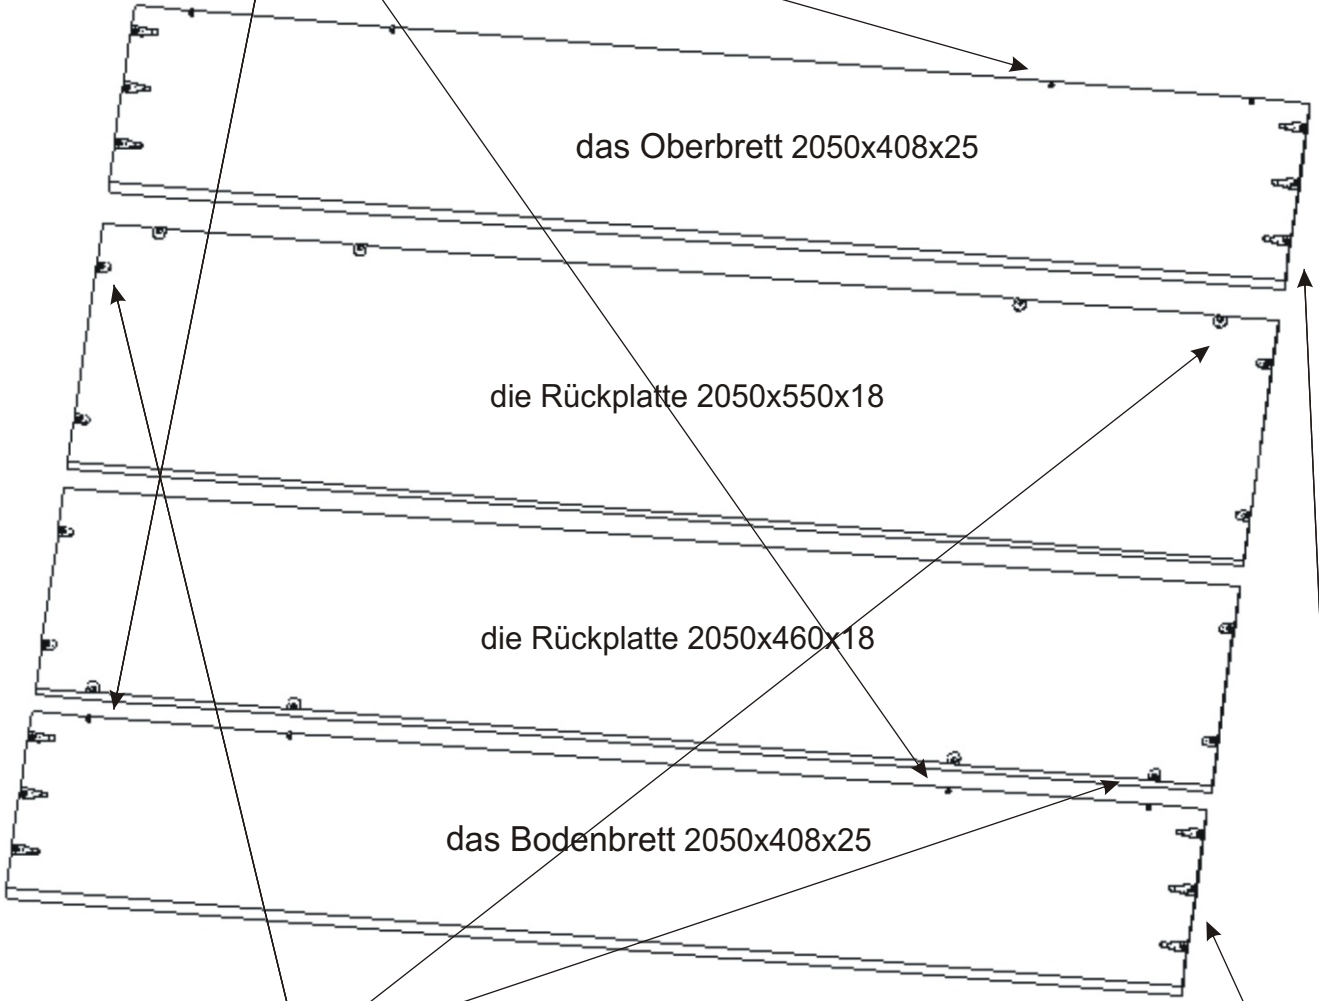 das Oberbrett 2050x408x25
die Rückplatte 2050x550x18
die Rückplatte 2050x460x18
das Bodenbrett 2050x408x25